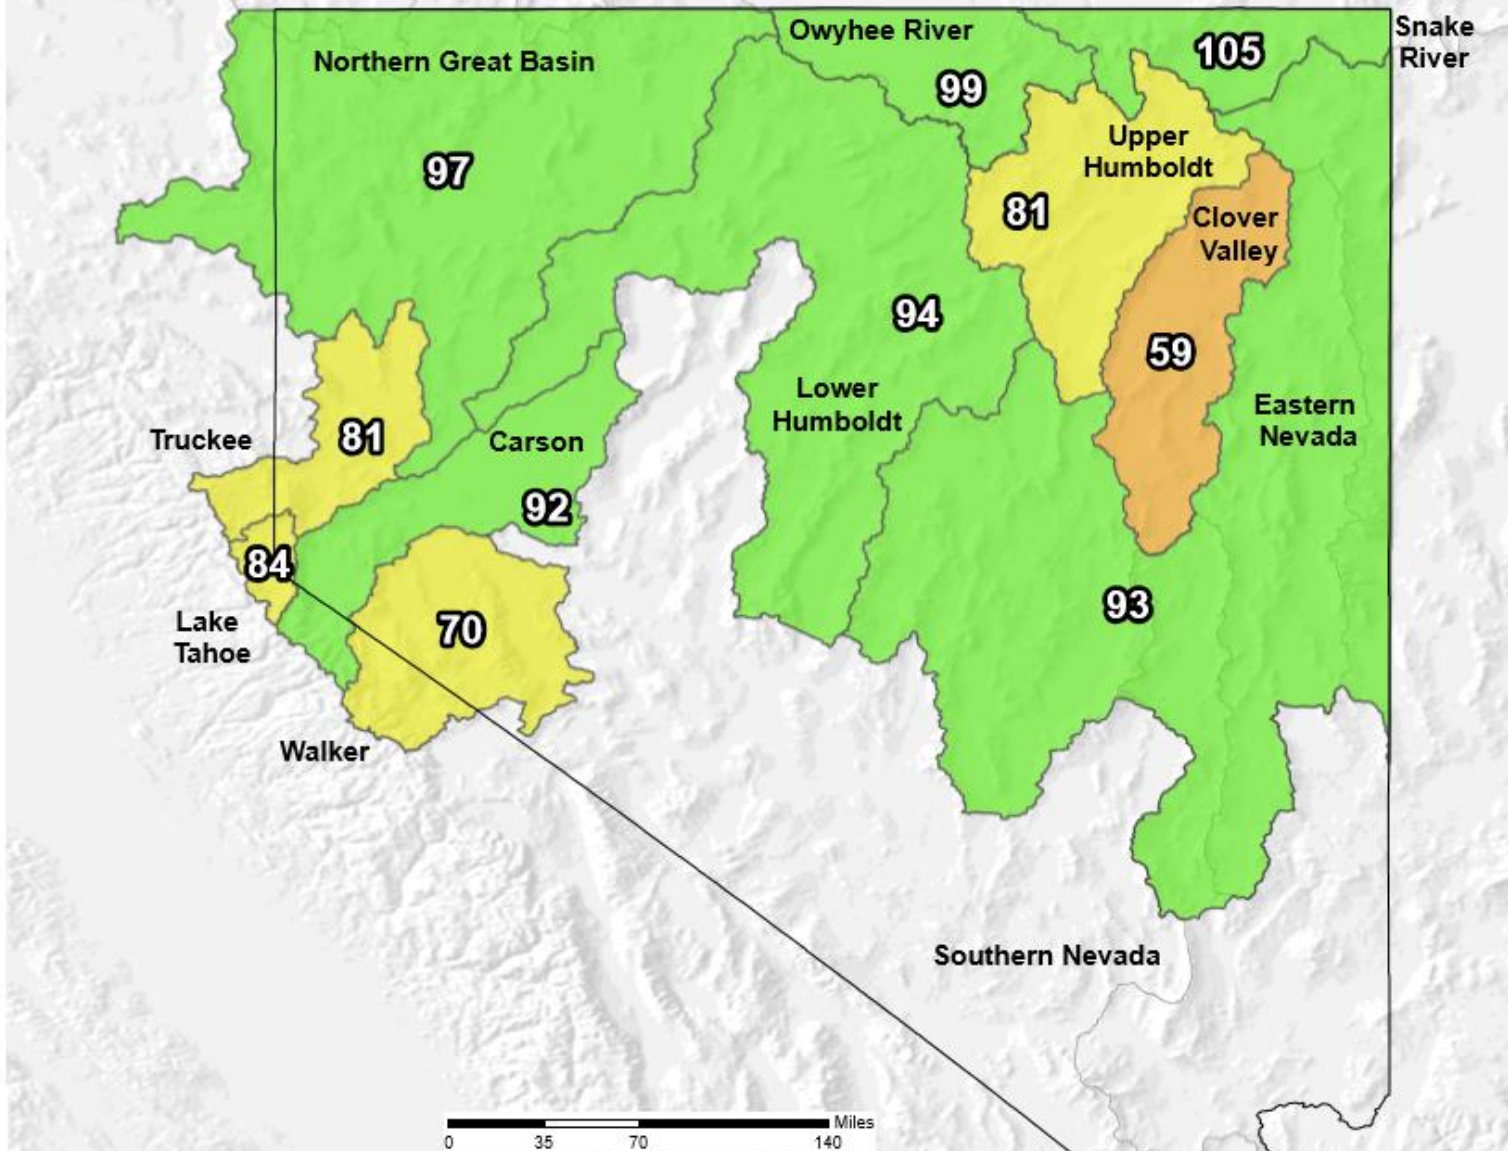 Snake
River
Owyhee River
105
Northern Great Basin
99
Upper
Humboldt
97
81
Clover
Valley
94
59
Lower
Humboldt
Eastern
Nevada
Truckee
81
Carson
92
84
93
Lake
Tahoe
70
Walker
Southern Nevada
Miles
0 35 70 140